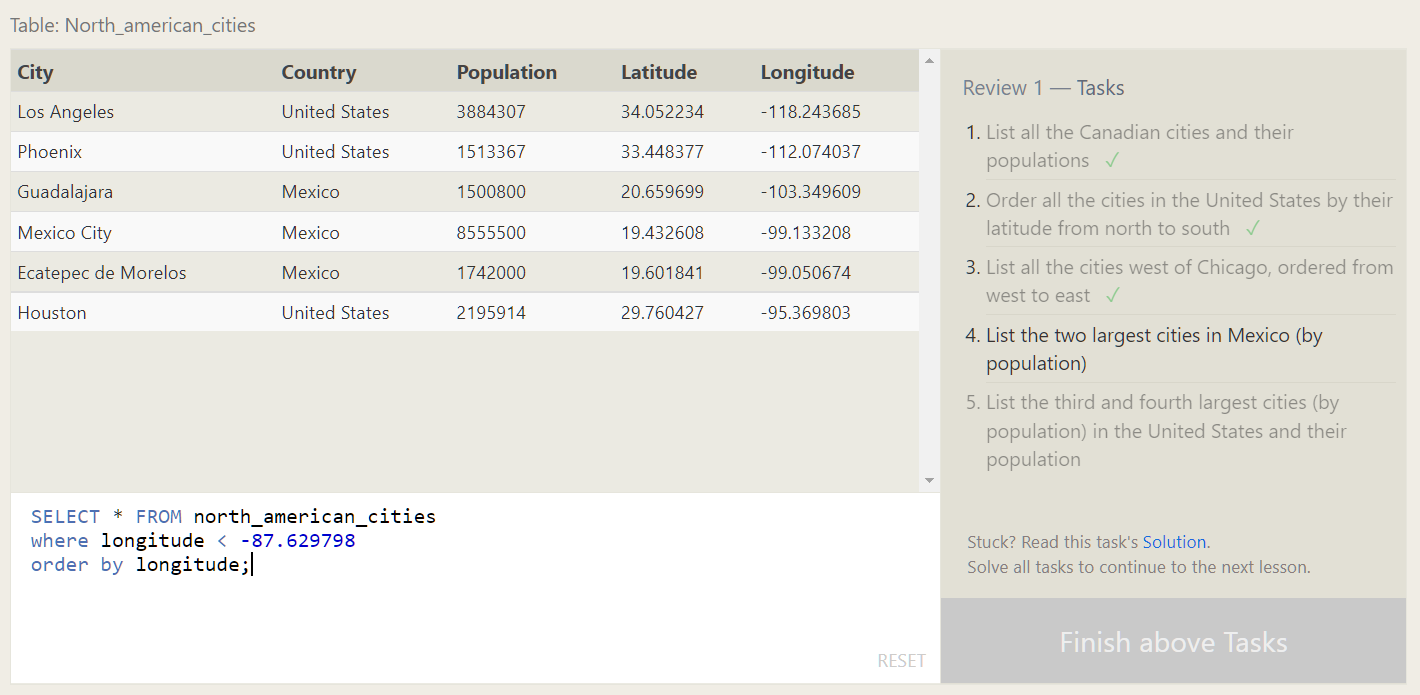 Table: North_american_cities
City Country Population Latitude Longitude
Los Angeles United States 3884307 34.052234 -118.243685
Phoenix United States 1513367 33.448377 -112.074037
Guadalajara Mexico 1500800 20.659699 -103.349609
Mexico City Mexico 8555500 19.432608 -99.133208
Ecatepec de Morelos Mexico 1742000 19.601841 -99.050674
Houston United States 2195914 29.760427 -95.369803
SELECT * FROM north_american_cities
where longitude < -87.629798
order by longitude;
RESET
Review 1 — Tasks
1. List all the Canadian cities and their
populations ✓
2. Order all the cities in the United States by their
latitude from north to south ✓
3. List all the cities west of Chicago, ordered from
west to east ✓
4. List the two largest cities in Mexico (by
population)
5. List the third and fourth largest cities (by
population) in the United States and their
population
Stuck? Read this task's Solution.
Solve all tasks to continue to the next lesson.
Finish above Tasks